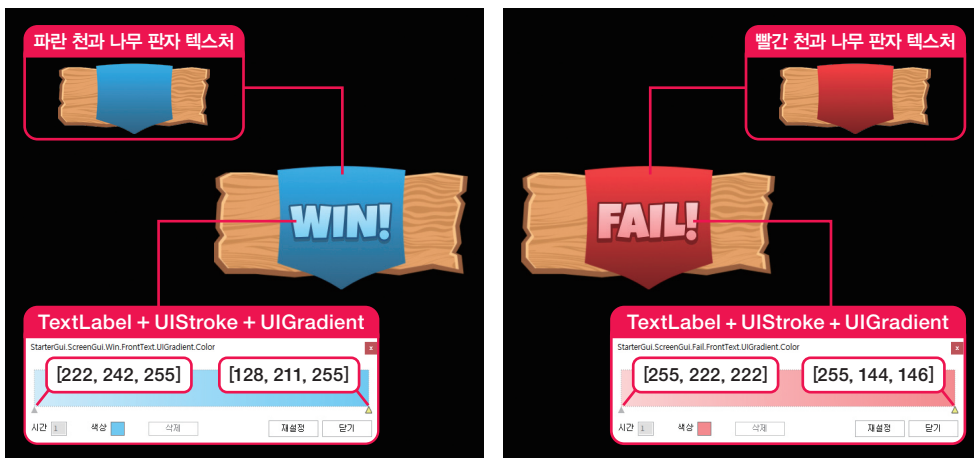 파란 천과 나무 판자 텍스처
WIN!
TextLabel + UIStroke + UIGradient
StarterGui.ScreenGui.Win.FrontText.UIGradient.Color
x
[222, 242, 255] [128, 211, 255]
시간 1 색상 삭제 재설정 닫기
빨간 천과 나무 판자 텍스처
FAIL!
TextLabel + UIStroke + UIGradient
StarterGui.ScreenGui.Fail.FrontText.UIGradient.Color
x
[255, 222, 222] [255, 144, 146]
시간 1 색상 삭제 재설정 닫기